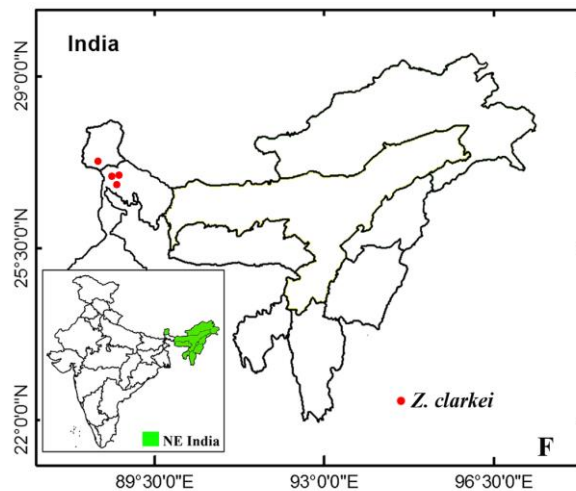 India
29°0'0"N
25°30'0"N
22°0'0"N
NE India
Z. clarkei
F
89°30'0"E
93°0'0"E
96°30'0"E